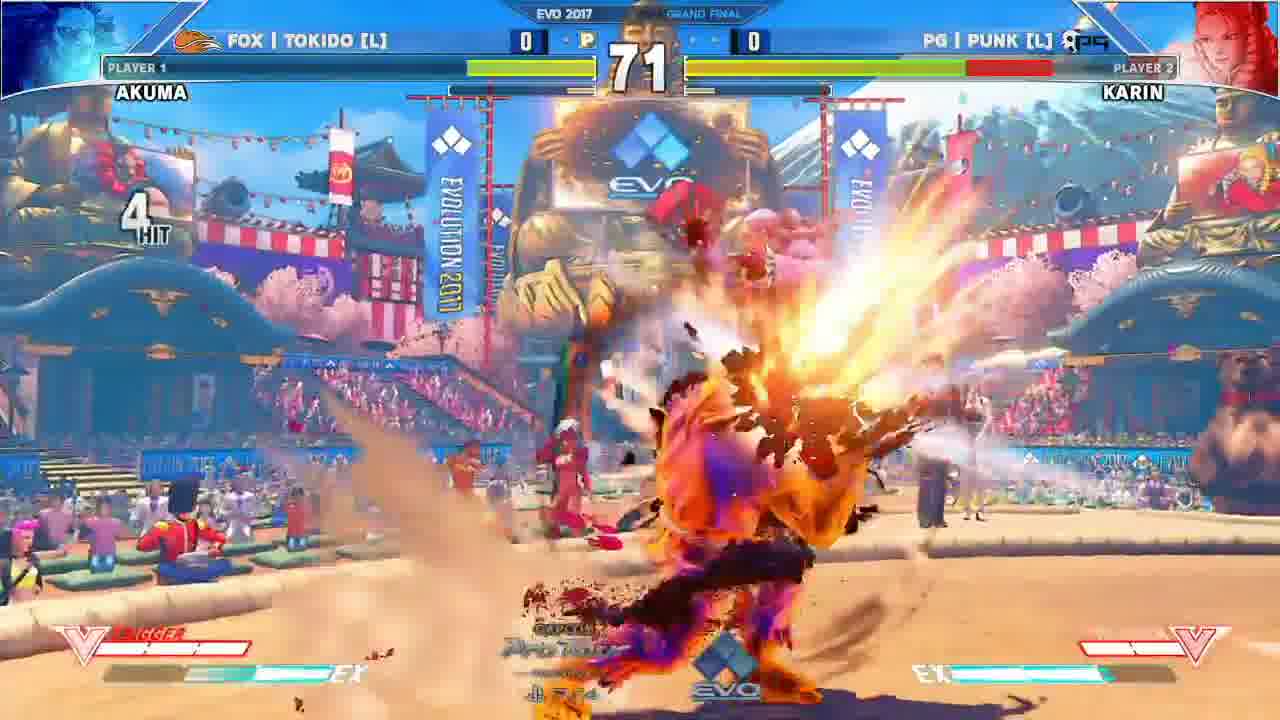 EVO 2017
GRAND FINAL
FOX | TOKIDO [L]
0
P
71
0
PG | PUNK [L]
PLAYER 1
PLAYER 2
AKUMA
KARIN
EVO
4
HIT
EVOLUTION 2017
EX
EX
CAPCOM
EVO